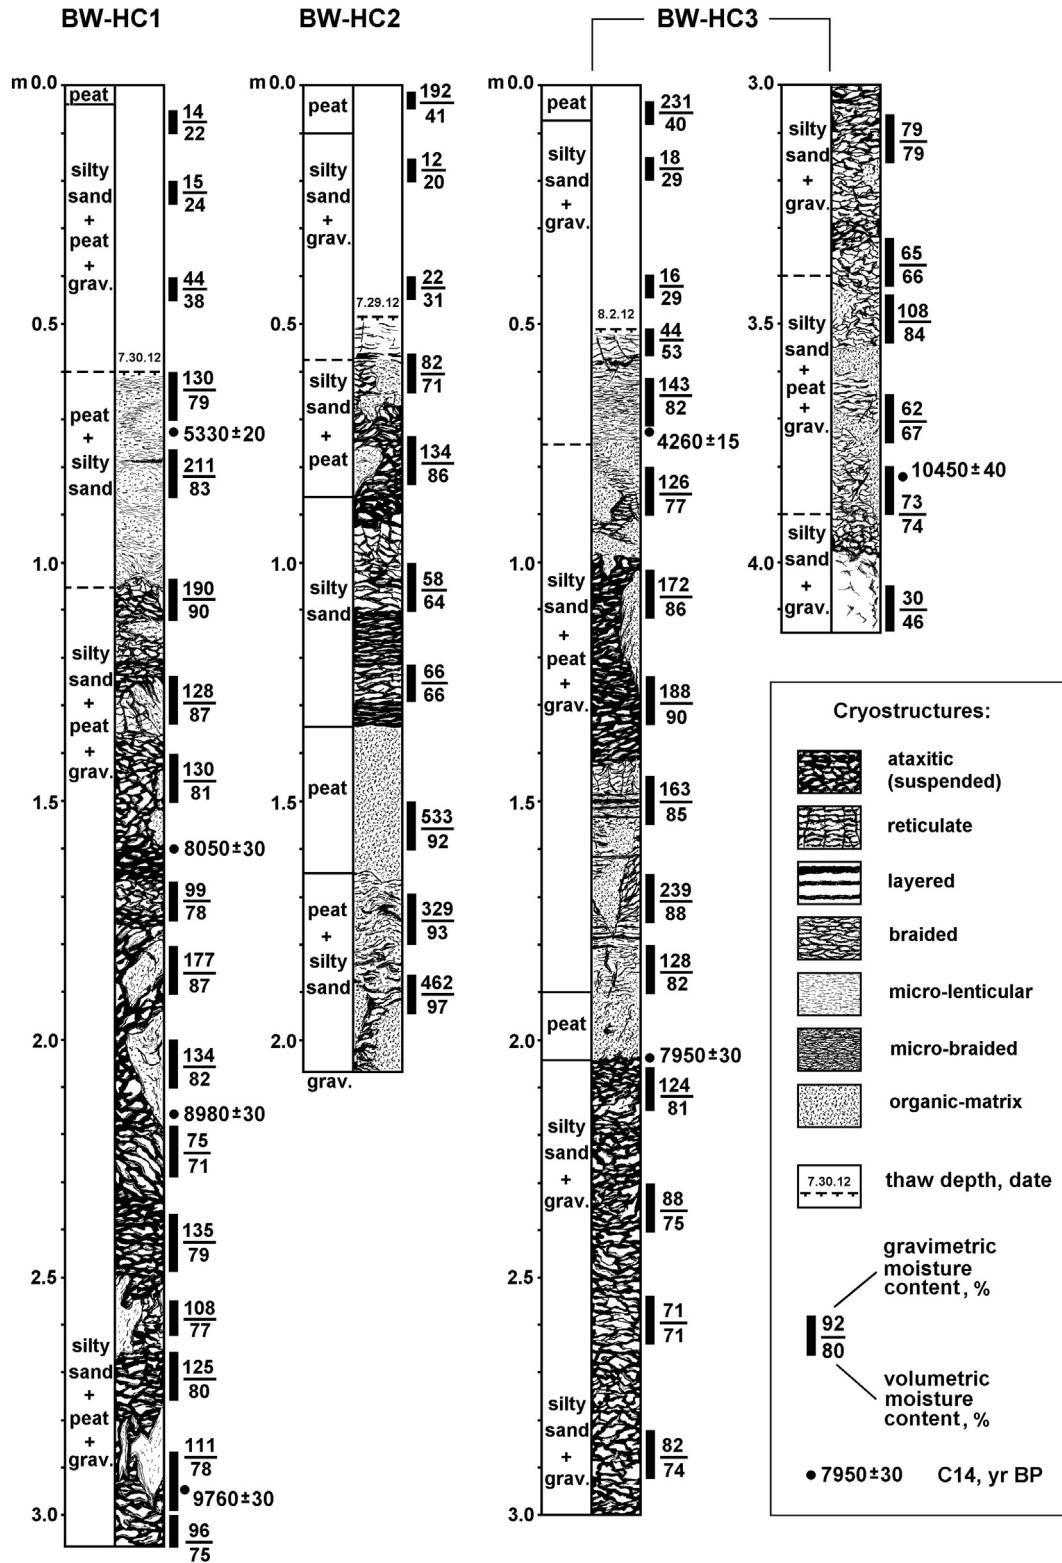 BW-HC1
m 0.0
peat
14
22
silty
sand
+
peat
+
grav.
15
24
44
38
0.5
7.30.12
130
79
peat
+
silty
sand
5330±20
211
83
1.0
190
90
silty
sand
+
peat
+
grav.
128
87
130
81
1.5
8050±30
99
78
177
87
2.0
134
82
8980±30
75
71
135
79
2.5
108
77
silty
sand
+
peat
+
grav.
125
80
111
78
9760±30
3.0
96
75
BW-HC2
m 0.0
peat
192
41
silty
sand
+
grav.
12
20
22
31
7.29.12
0.5
82
71
silty
sand
+
peat
134
86
1.0
58
64
silty
sand
66
66
peat
1.5
533
92
peat
+
silty
sand
329
93
462
97
2.0
grav.
BW-HC3
m 0.0
peat
231
40
silty
sand
+
grav.
18
29
16
29
8.2.12
0.5
44
53
143
82
4260±15
126
77
1.0
silty
sand
+
peat
+
grav.
172
86
188
90
1.5
163
85
239
88
128
82
peat
2.0
7950±30
124
81
silty
sand
+
grav.
88
75
2.5
71
71
silty
sand
+
grav.
82
74
3.0
3.0
silty
sand
+
grav.
79
79
65
66
108
84
3.5
silty
sand
+
peat
+
grav.
62
67
10450±40
73
74
silty
sand
+
grav.
4.0
30
46
Cryostructures:
ataxitic
(suspended)
reticulate
layered
braided
micro-lenticular
micro-braided
organic-matrix
7.30.12
thaw depth, date
gravimetric
moisture
content, %
92
80
volumetric
moisture
content, %
7950±30 C14, yr BP